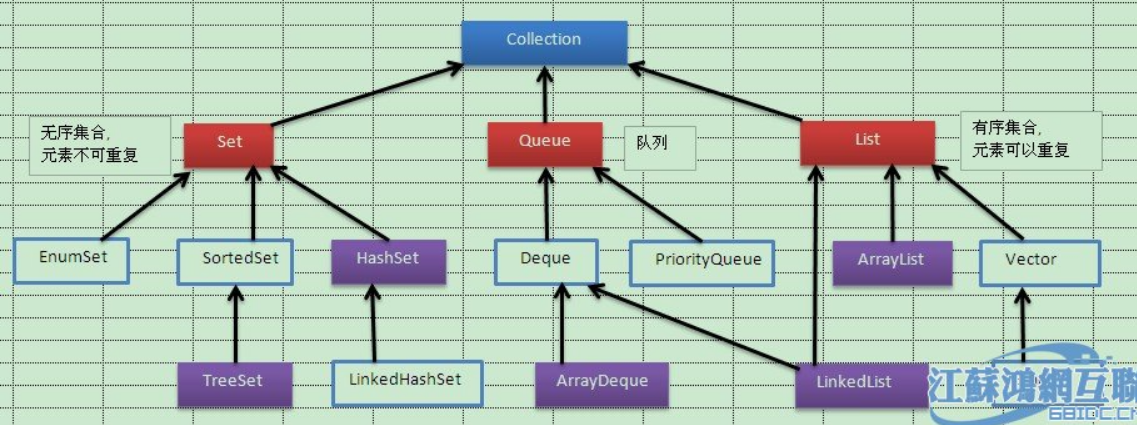 Collection
无序集合,
元素不可重复
Set
Queue
队列
List
有序集合,
元素可以重复
EnumSet
SortedSet
HashSet
Deque
PriorityQueue
ArrayList
Vector
TreeSet
LinkedHashSet
ArrayDeque
LinkedList
江蘇鴻網互聯
68IDC.CN